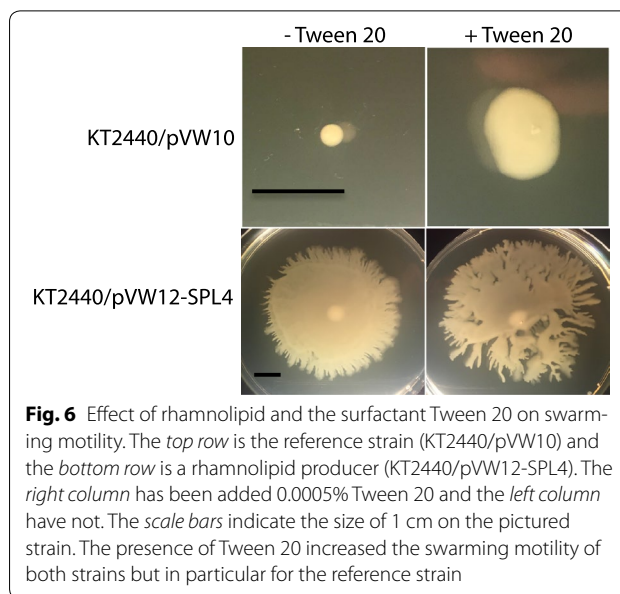 - Tween 20
+ Tween 20
KT2440/pVW10
KT2440/pVW12-SPL4
Fig. 6 Effect of rhamnolipid and the surfactant Tween 20 on swarm-
ing motility. The top row is the reference strain (KT2440/pVW10) and
the bottom row is a rhamnolipid producer (KT2440/pVW12-SPL4). The
right column has been added 0.0005% Tween 20 and the left column
have not. The scale bars indicate the size of 1 cm on the pictured
strain. The presence of Tween 20 increased the swarming motility of
both strains but in particular for the reference strain